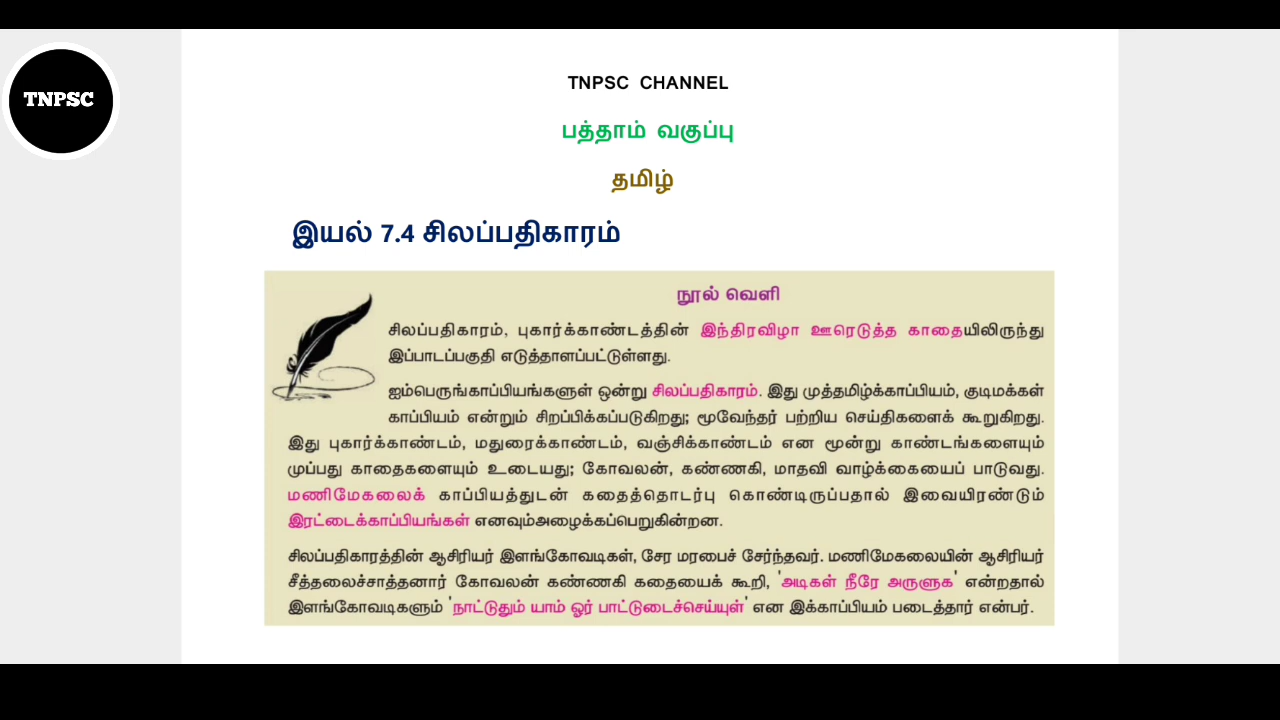 TNPSC
TNPSC CHANNEL
பத்தாம் வகுப்பு
தமிழ்
இயல் 7.4 சிலப்பதிகாரம்
நூல் வெளி
சிலப்பதிகாரம், புகார்க்காண்டத்தின் இந்திரவிழா ஊரெடுத்த காதையிலிருந்து
இப்பாடப்பகுதி எடுத்தாளப்பட்டுள்ளது.
ஐம்பெருங்காப்பியங்களுள் ஒன்று சிலப்பதிகாரம். இது முத்தமிழ்க்காப்பியம், குடிமக்கள்
காப்பியம் என்றும் சிறப்பிக்கப்படுகிறது; மூவேந்தர் பற்றிய செய்திகளைக் கூறுகிறது.
இது புகார்க்காண்டம், மதுரைக்காண்டம், வஞ்சிக்காண்டம் என மூன்று காண்டங்களையும்
முப்பது காதைகளையும் உடையது; கோவலன், கண்ணகி, மாதவி வாழ்க்கையைப் பாடுவது.
மணிமேகலைக் காப்பியத்துடன் கதைத்தொடர்பு கொண்டிருப்பதால் இவையிரண்டும்
இரட்டைக்காப்பியங்கள் எனவும்அழைக்கப்பெறுகின்றன.
சிலப்பதிகாரத்தின் ஆசிரியர் இளங்கோவடிகள், சேர மரபைச் சேர்ந்தவர். மணிமேகலையின் ஆசிரியர்
சீத்தலைச்சாத்தனார் கோவலன் கண்ணகி கதையைக் கூறி, 'அடிகள் நீரே அருளுக' என்றதால்
இளங்கோவடிகளும் 'நாட்டுதும் யாம் ஓர் பாட்டுடைச்செய்யுள்' என இக்காப்பியம் படைத்தார் என்பர்.